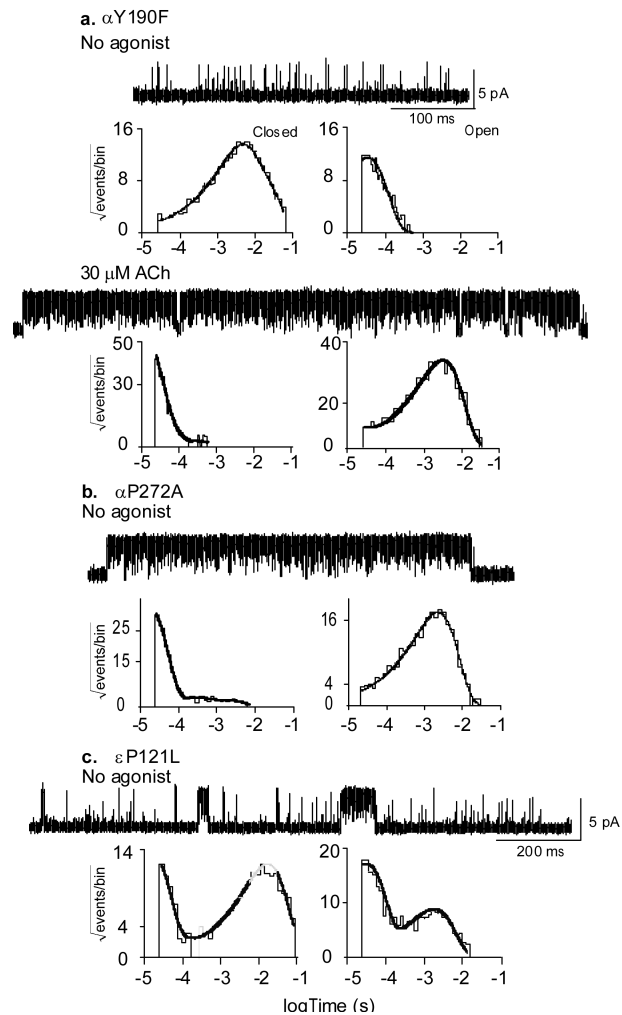 a. αY190F
No agonist
5 pA
100 ms
Closed
Open
√events/bin
16
8
0
-5 -4 -3 -2 -1
16
8
0
-5 -4 -3 -2 -1
30 μM ACh
√events/bin
50
30
0
-5 -4 -3 -2 -1
40
20
0
-5 -4 -3 -2 -1
b. αP272A
No agonist
√events/bin
25
15
0
-5 -4 -3 -2 -1
16
4
0
-5 -4 -3 -2 -1
c. εP121L
No agonist
5 pA
200 ms
√events/bin
14
4
0
-5 -4 -3 -2 -1
20
10
0
-5 -4 -3 -2 -1
logTime (s)